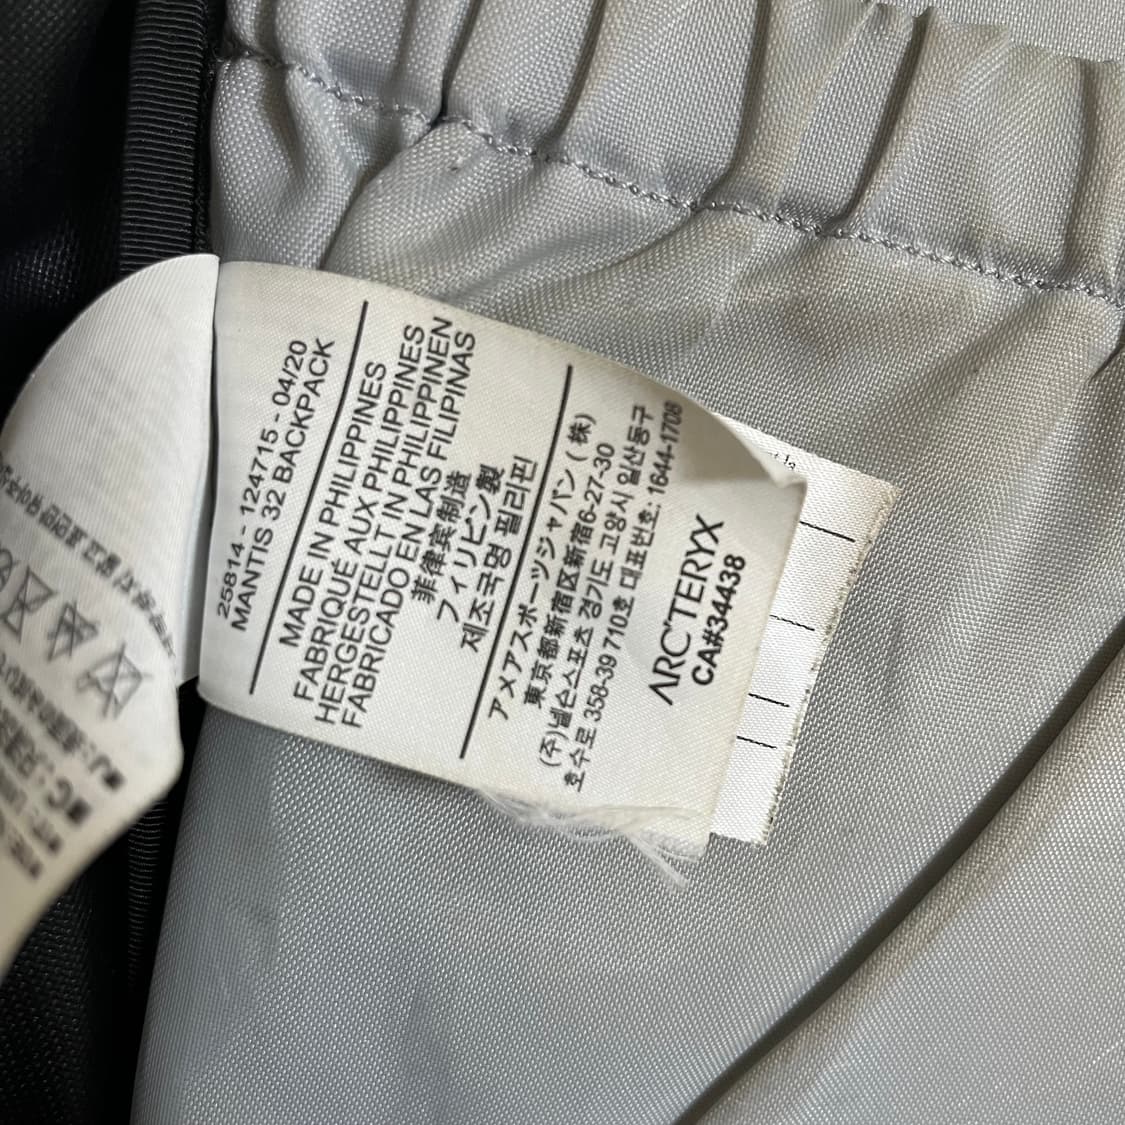 25814 - 124715 - 04/20
MANTIS 32 BACKPACK
MADE IN PHILIPPINES
FABRIQUÉ AUX PHILIPPINES
HERGESTELLT IN PHILIPPINEN
FABRICADO EN LAS FILIPINAS
菲律宾制造
フィリピン製
제조국명 필리핀
アメアスポーツジャパン (株)
東京都新宿区新宿6-27-30
(주)넬슨스포츠 경기도 고양시 일산동구
호수로 358-39 710호 대표번호: 1644-1708
ARC'TERYX
CA#34438